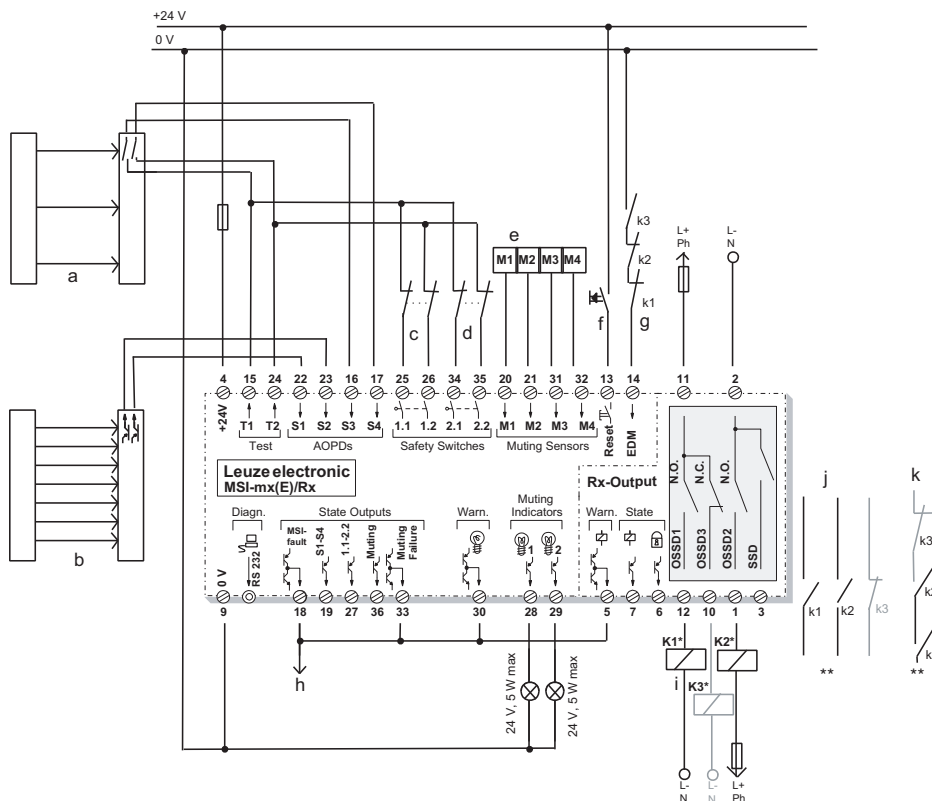 +24 V
0 V
k3
k2
k1
L+
Ph
L-
N
e
M1 M2 M3 M4
a
c
d
f
g
4 15 24 22 23 16 17 25 26 34 35 20 21 31 32 13 14 11 2
+24V
T1 T2 S1 S2 S3 S4 1.1 1.2 2.1 2.2 M1 M2 M3 M4
Reset
EDM
Test
AOPDs
Safety Switches
Muting Sensors
N.O.
N.C.
N.O.
Leuze electronic
MSI-mx(E)/Rx
Rx-Output
OSSD1
OSSD3
OSSD2
SSD
Diagn.
State Outputs
Warn.
Muting
Indicators
Warn.
State
0 V
RS 232
MSI-
fault
S1-S4
1.1-2.2
Muting
Muting
Failure
1 2
9 18 19 27 36 33 30 28 29 5 7 6 12 10 1 3
b
h
24 V, 5 W max
24 V, 5 W max
K1*
K2*
i
K3*
L-
N
L-
N
L+
Ph
j
k1
k2
k3
**
k
k3
**